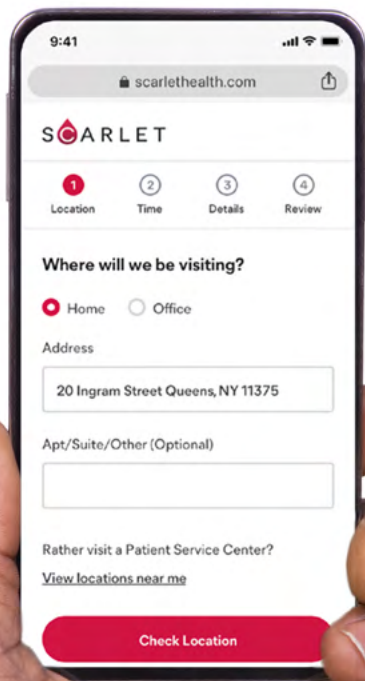 9:41
scarlethealth.com
SCARLET
1 2 3 4
Location Time Details Review
Where will we be visiting?
Home Office
Address
20 Ingram Street Queens, NY 11375
Apt/Suite/Other (Optional)
Rather visit a Patient Service Center?
View locations near me
Check Location